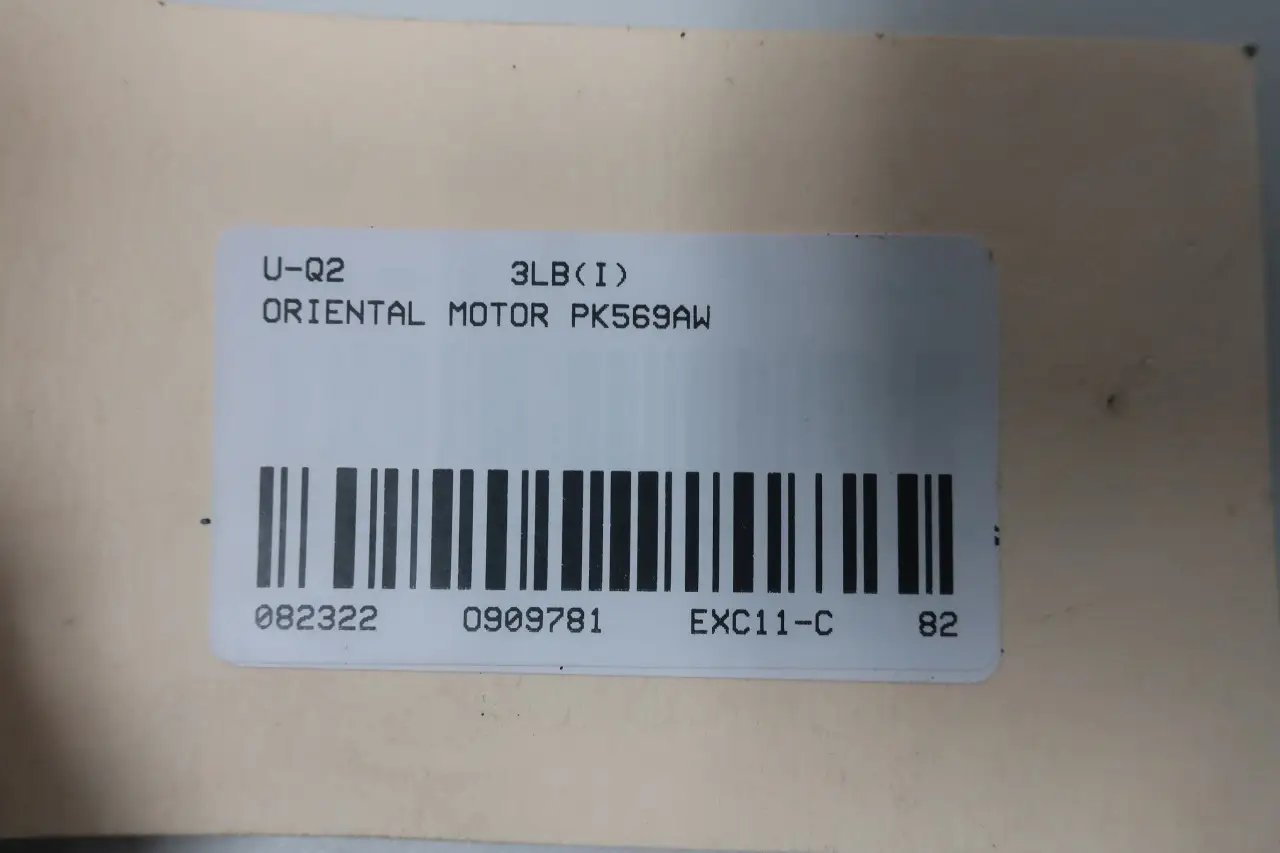 U-Q2 3LB(I)
ORIENTAL MOTOR PK569AW
082322 0909781 EXC11-C 82